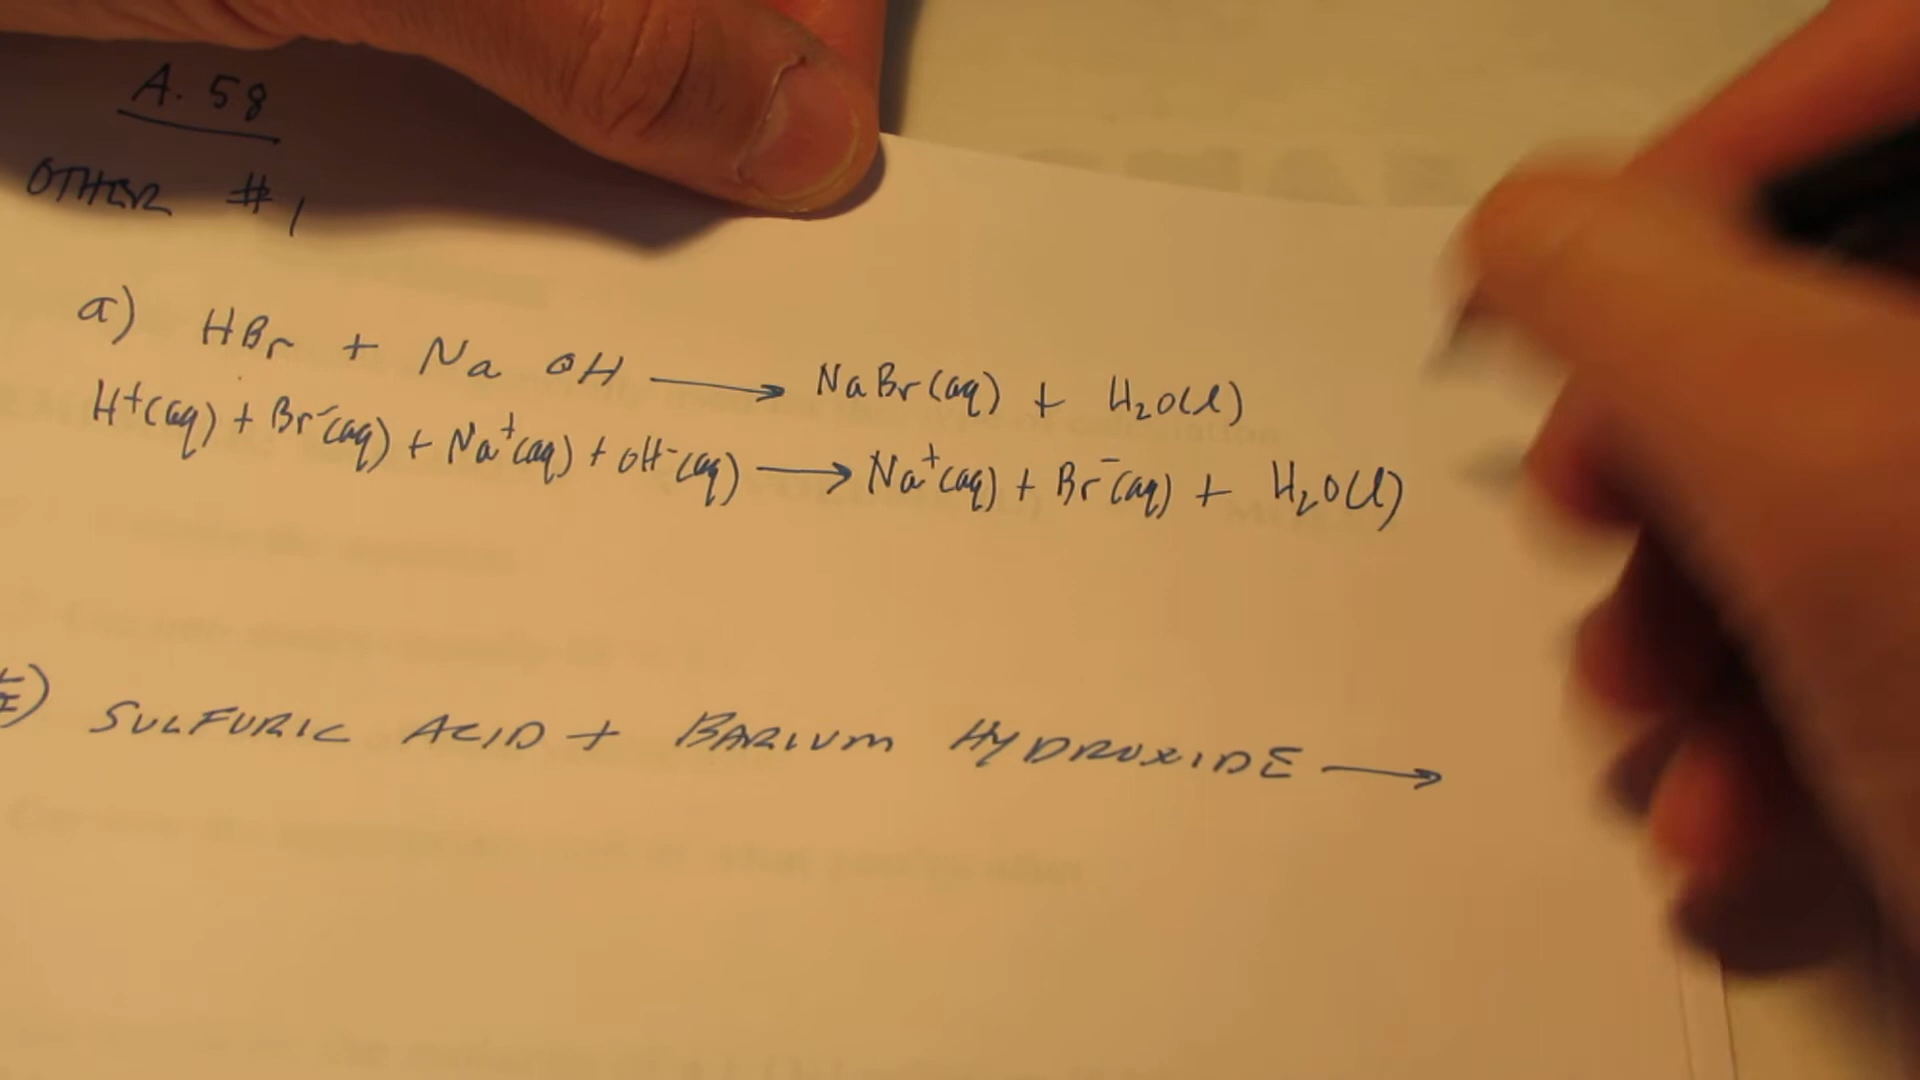 A. 58
OTHER #1
a) HBr + Na OH ⟶ NaBr(aq) + H₂O(l)
H⁺(aq) + Br⁻(aq) + Na⁺(aq) + OH⁻(aq) ⟶ Na⁺(aq) + Br⁻(aq) + H₂O(l)
SULFURIC ACID + BARIUM HYDROXIDE ⟶